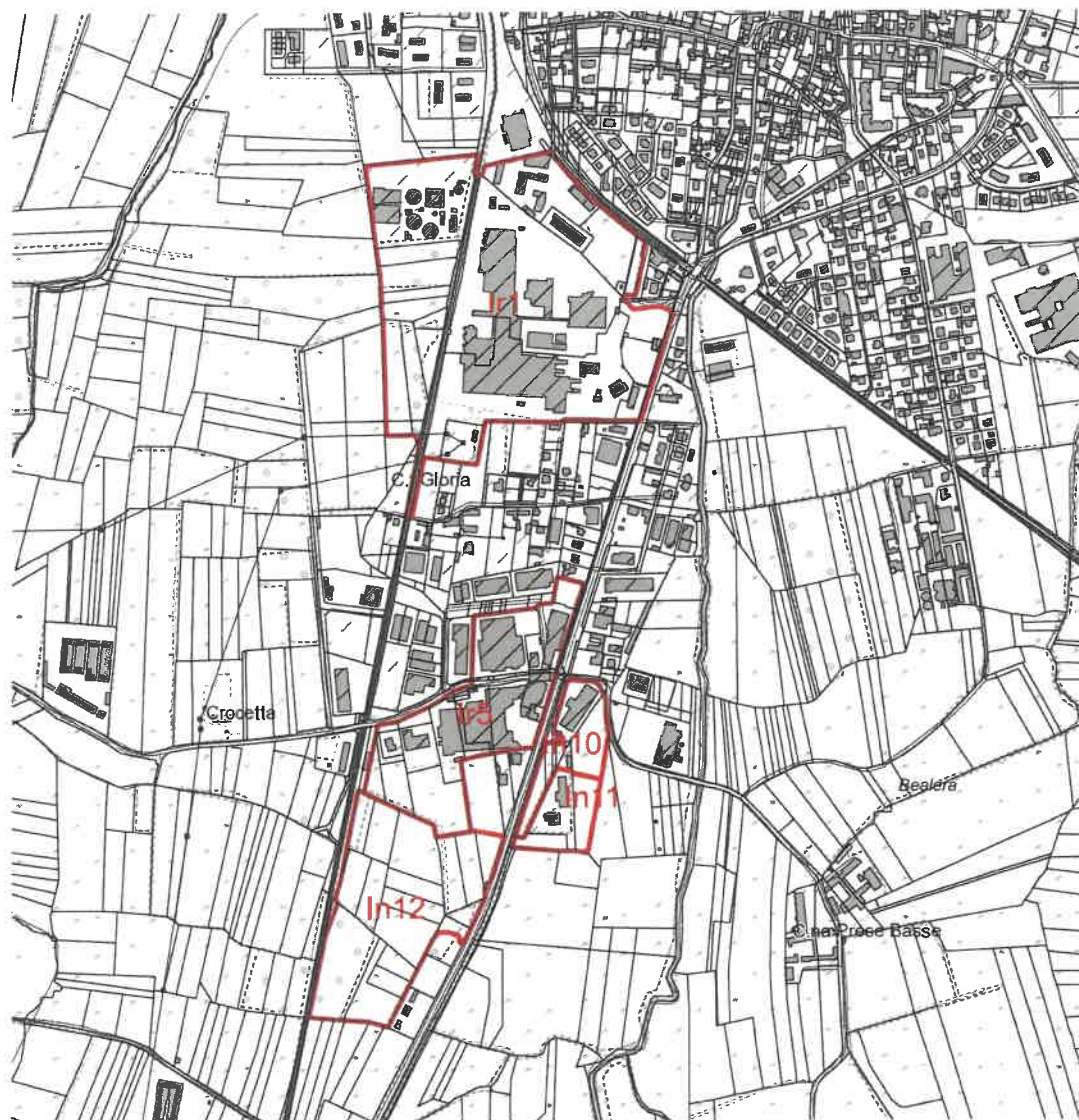 Ir1
C. Gloria
Crocetta
Ir5
In10
In11
Bealera
In12
C.na Prese Basse